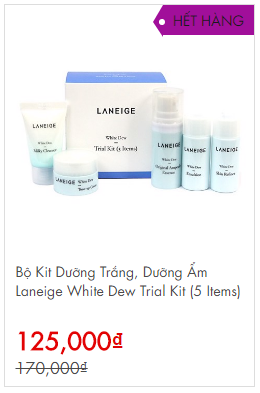 HẾT HÀNG
LANEIGE
White Dew
Trial Kit (5 Items)
White Dew
Milky Cleanser
LANEIGE
White Dew
Tone-up Cream
LANEIGE
White Dew
Original Ampoule
Essence
LANEIGE
White Dew
Emulsion
LANEIGE
White Dew
Skin Refiner
Bộ Kit Dưỡng Trắng, Dưỡng Ẩm
Laneige White Dew Trial Kit (5 Items)
125,000₫
170,000₫